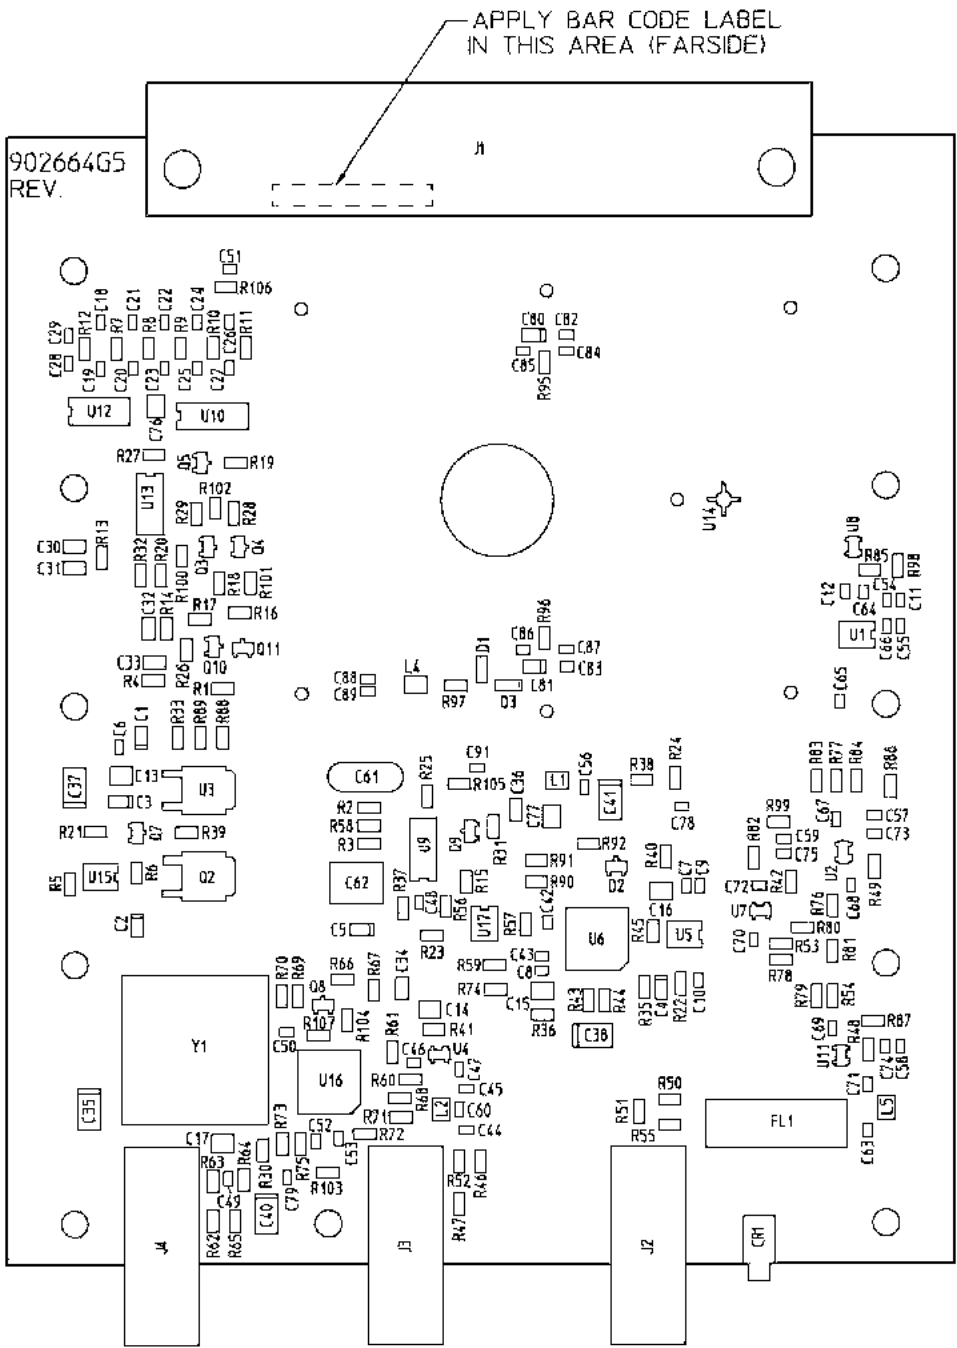 APPLY BAR CODE LABEL
IN THIS AREA (FARSIDE)
J1
902664G5
REV.
C51
R106
C29 R12 C18 R7 C21 R8 C22 R9 C24 R10 C26 R11
C28 C19 C20 C23 C25 C27
C80 C82
C85 C84
R95
U12 C76 U10
R27 Q5 R19
U13 R29 R102 R28
U14
C30 R13
C31
R32 R20 R100 Q3 Q4
R18 R101
U8
R85 R98
C12 C64 C54 C11
C32 R14 R17 R16
U1 C66 C55
C33 R26 Q10 Q11
R4 R1
C86 R96 C87
C83
C88 L4 D1
C89 R97 D3 C81
C65
C6 C1 R33 R89 R88
C37 C13 U3
C3
C61 R25 C91 R105 C36 L1 C56 R38 R24
C77 C41 C78
R83 R77 R84 R86
R21 Q7 R39
R2
R58
R3
U9 D9 R31
R99 C67 C57
C73
R92 R40 R82 C59
C75
R5 U15 R6 Q2
C62 R37 C48 R56 R15 R91
R90
D2 C7 C9 C16
C72 R42 U2 C68 R49
R76
C2 C5 R23 U17 R57 C42
U6 R45 U5
U7 C70 R80
R53
R78
R81
R70 R69 R66 R67 C34
R59 C43
C8
R74 C15
R36
R43 R44 R35 C4 R22 C10
R79 R54
Q8 R107 R104 C14
R41
C50
C38
C69 R48 R87
Y1 U16 R61 C46 U4 C47
U11 C74 C58
C35 R60 R68 L2 C45
C60
R71 C44
R72
R50
R51
R55
FL1 C71 L5
C63
C17 R73 C52 C53
R63 R64 R30 R75 R103
C49 C79
R52 R46
R47
R62 R65 C40
J4 J3 J2 CR1